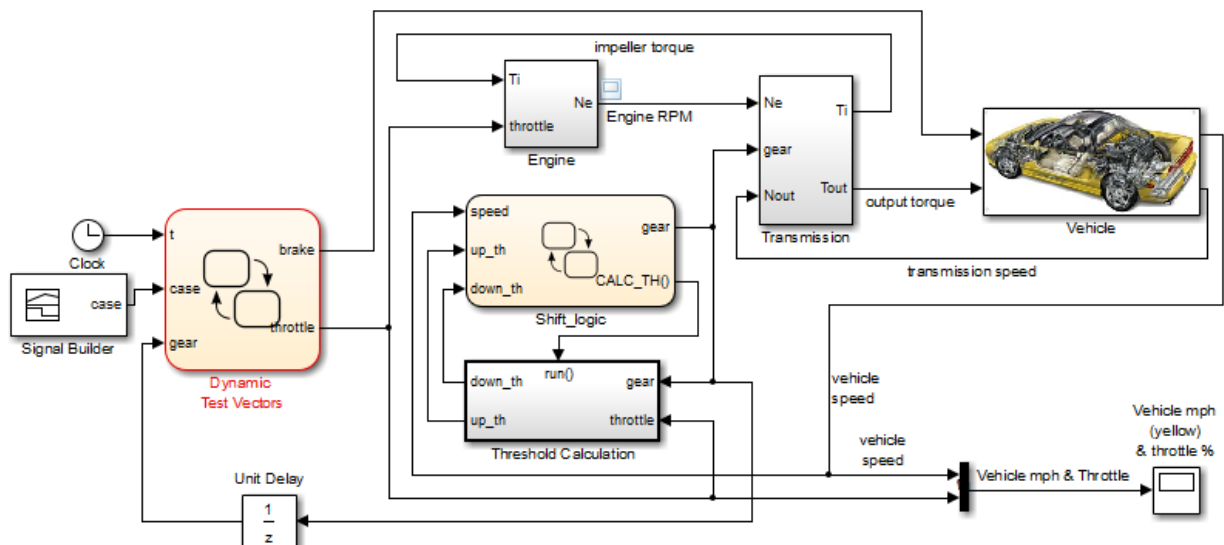 impeller torque
Ti
Ne
throttle
Engine
Engine RPM
Ne
gear
Nout
Ti
Tout
Transmission
output torque
Vehicle
transmission speed
Clock
case
Signal Builder
t
case
gear
brake
throttle
Dynamic
Test Vectors
speed
up_th
down_th
gear
CALC_TH()
Shift_logic
run()
down_th
up_th
gear
throttle
Threshold Calculation
vehicle
speed
vehicle
speed
Vehicle mph
(yellow)
& throttle %
Vehicle mph & Throttle
Unit Delay
1
z